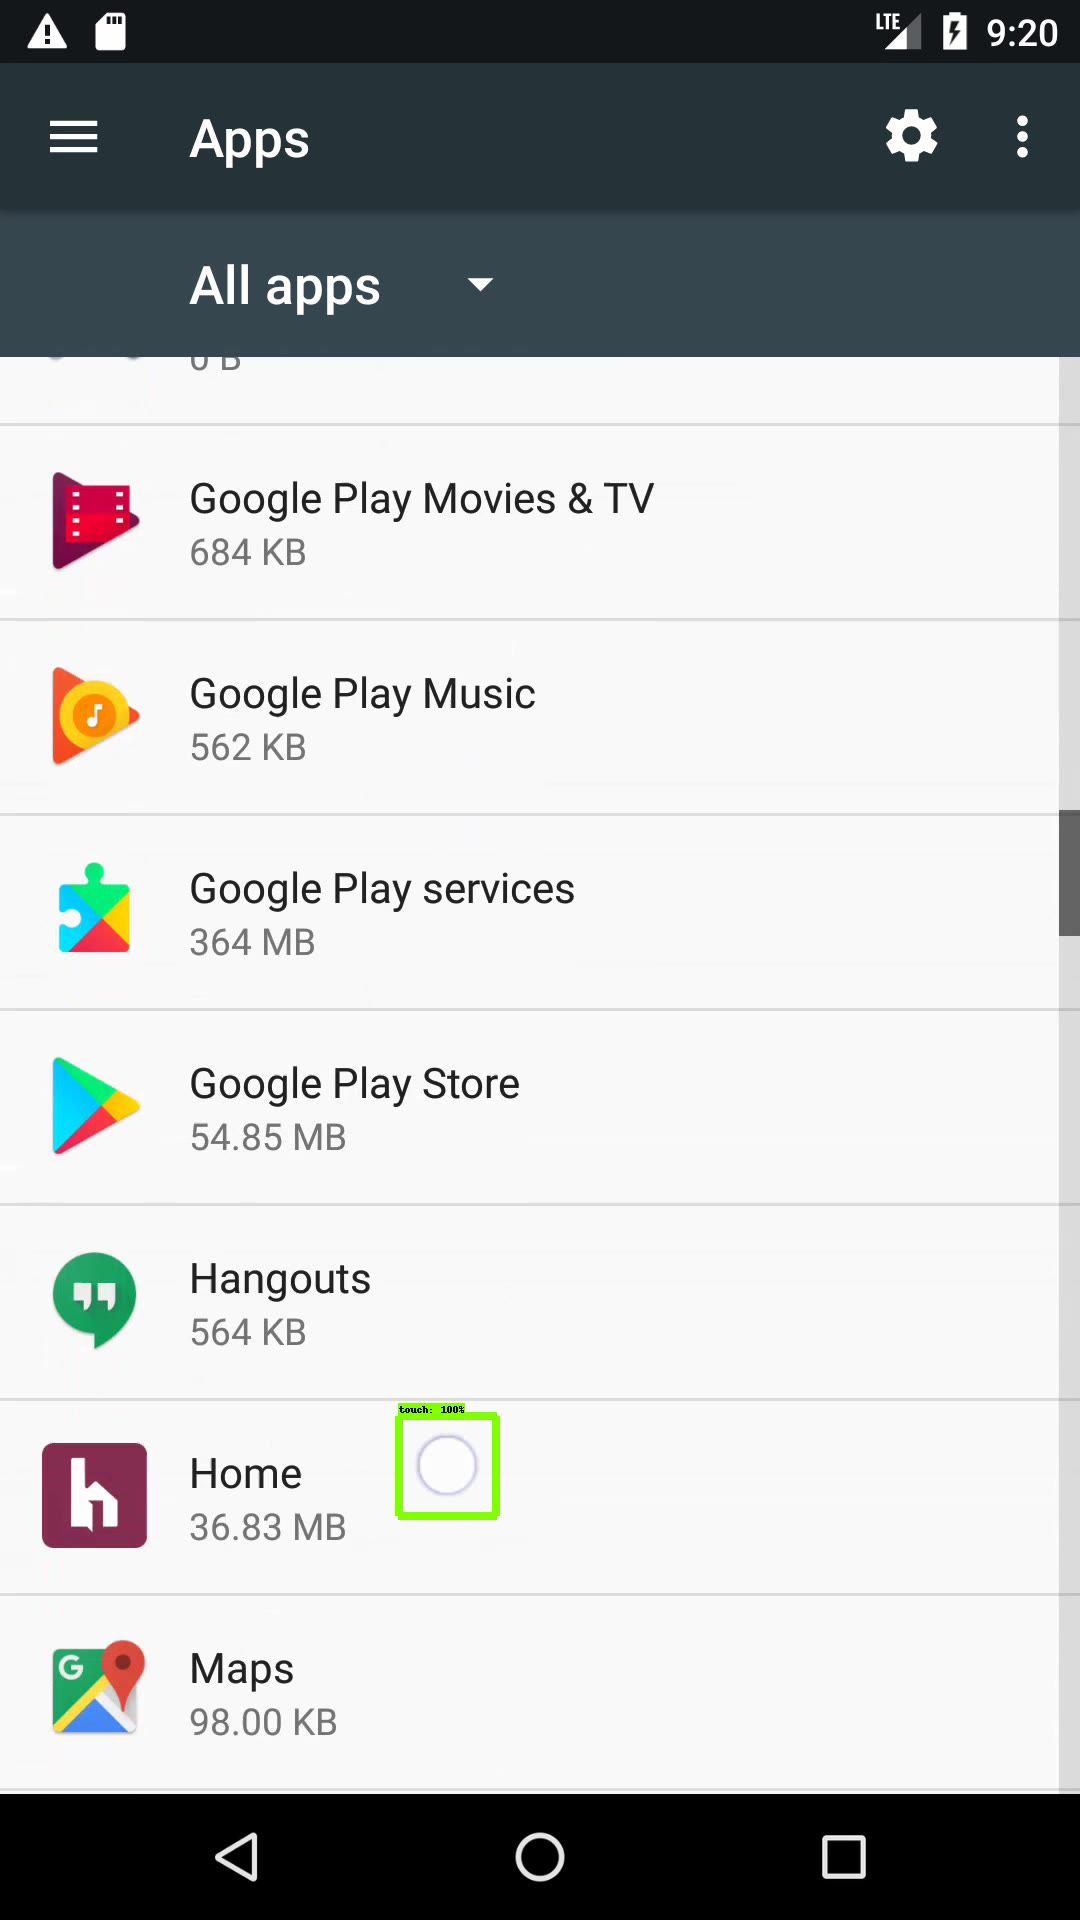 LTE 9:20
Apps
All apps
0 B
Google Play Movies & TV
684 KB
Google Play Music
562 KB
Google Play services
364 MB
Google Play Store
54.85 MB
Hangouts
564 KB
touch: 100%
Home
36.83 MB
Maps
98.00 KB